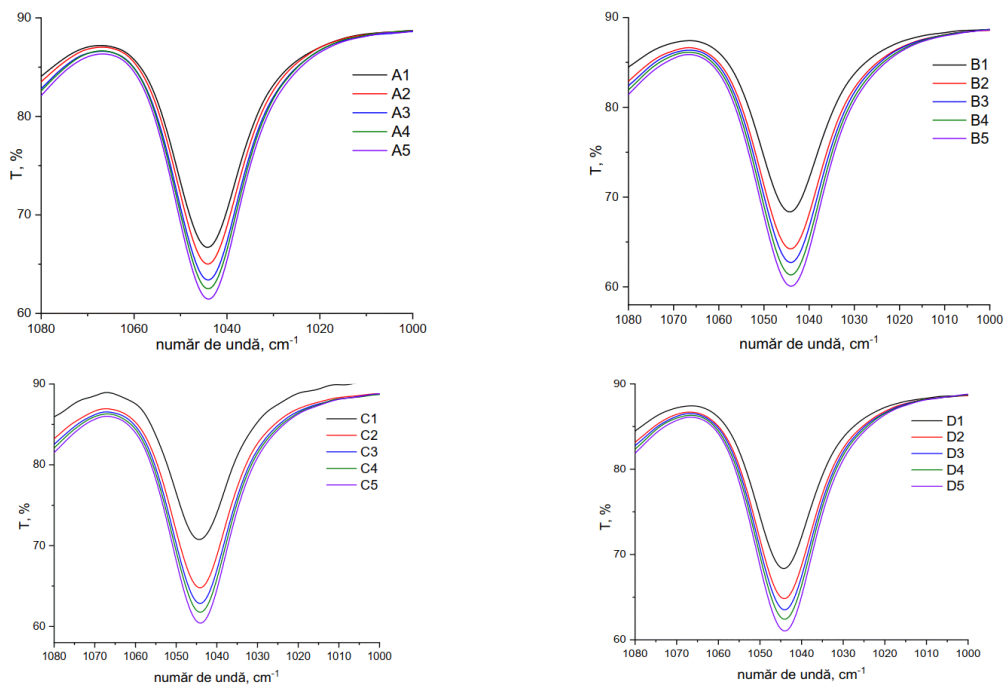 90
80
70
60
T, %
A1
A2
A3
A4
A5
1080 1060 1040 1020 1000
număr de undă, cm-1
90
80
70
60
T, %
B1
B2
B3
B4
B5
1080 1070 1060 1050 1040 1030 1020 1010 1000
număr de undă, cm-1
90
80
70
60
T, %
C1
C2
C3
C4
C5
1080 1070 1060 1050 1040 1030 1020 1010 1000
număr de undă, cm-1
90
80
70
60
T, %
D1
D2
D3
D4
D5
1080 1070 1060 1050 1040 1030 1020 1010 1000
număr de undă, cm-1